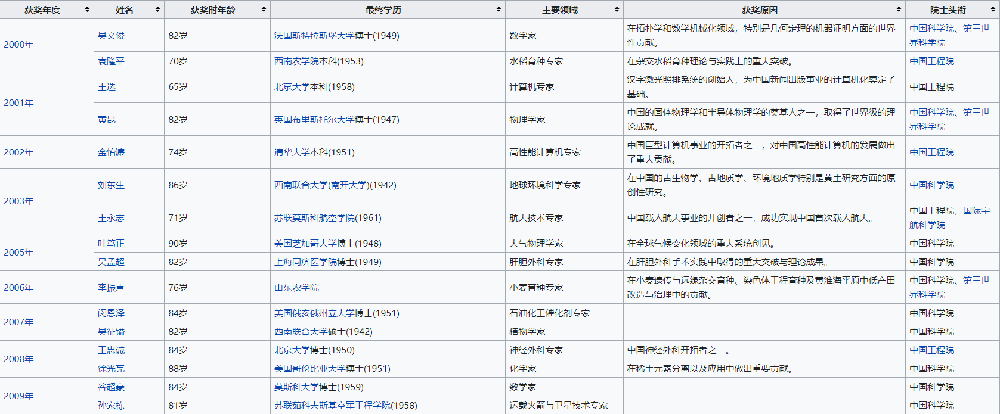 获奖年度 姓名 获奖时年龄 最终学历 主要领域 获奖原因 院士头衔
2000年
吴文俊 82岁 法国斯特拉斯堡大学博士(1949) 数学家 在拓扑学和数学机械化领域，特别是几何定理的机器证明方面的世界
性贡献。 中国科学院、第三世
界科学院
袁隆平 70岁 西南农学院本科(1953) 水稻育种专家 在杂交水稻育种理论与实践上的重大突破。 中国工程院
2001年
王选 65岁 北京大学本科(1958) 计算机专家 汉字激光照排系统的创始人，为中国新闻出版事业的计算机化奠定了
基础。 中国工程院
黄昆 82岁 英国布里斯托尔大学博士(1947) 物理学家 中国的固体物理学和半导体物理学的奠基人之一，取得了世界级的理
论成就。 中国科学院、第三世
界科学院
2002年 金怡濂 74岁 清华大学本科(1951) 高性能计算机专家 中国巨型计算机事业的开拓者之一，对中国高性能计算机的发展做出
了重大贡献。 中国工程院
2003年
刘东生 86岁 西南联合大学(南开大学)(1942) 地球环境科学专家 在中国的古生物学、古地质学、环境地质学特别是黄土研究方面的原
创性研究。 中国科学院
王永志 71岁 苏联莫斯科航空学院(1961) 航天技术专家 中国载人航天事业的开创者之一，成功实现中国首次载人航天。 中国工程院，国际宇
航科学院
2005年
叶笃正 90岁 美国芝加哥大学博士(1948) 大气物理学家 在全球气候变化领域的重大系统创见。 中国科学院
吴孟超 82岁 上海同济医学院博士(1949) 肝胆外科专家 在肝胆外科手术实践中取得的重大突破与理论成果。 中国科学院
2006年 李振声 76岁 山东农学院 小麦育种专家 在小麦遗传与远缘杂交育种、染色体工程育种及黄淮海平原中低产田
改造与治理中的贡献。 中国科学院、第三世
界科学院
2007年
闵恩泽 84岁 美国俄亥俄州立大学博士(1951) 石油化工催化剂专家 中国科学院
吴征镒 82岁 西南联合大学硕士(1942) 植物学家 中国科学院
2008年
王忠诚 84岁 北京大学博士(1950) 神经外科专家 中国神经外科开拓者之一。 中国工程院
徐光宪 88岁 美国哥伦比亚大学博士(1951) 化学家 在稀土元素分离以及应用中做出重要贡献。 中国科学院
2009年
谷超豪 84岁 莫斯科大学博士(1959) 数学家 中国科学院
孙家栋 81岁 苏联茹科夫斯基空军工程学院(1958) 运载火箭与卫星技术专家 中国科学院